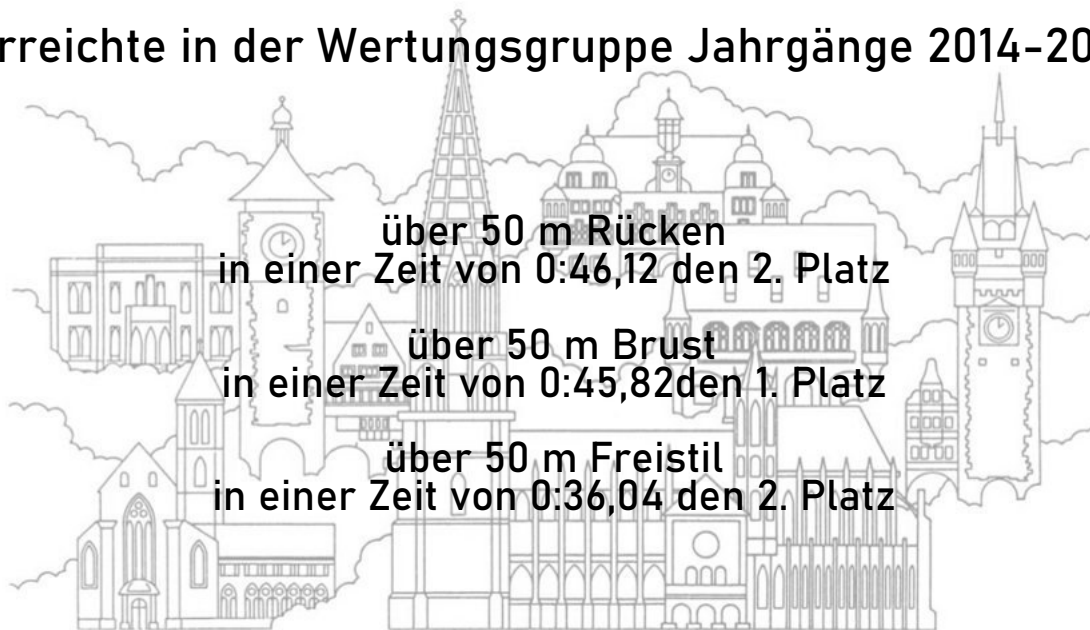 rreichte in der Wertungsgruppe Jahrgänge 2014-20
über 50 m Rücken
in einer Zeit von 0:46,12 den 2. Platz
über 50 m Brust
in einer Zeit von 0:45,82den 1. Platz
über 50 m Freistil
in einer Zeit von 0:36,04 den 2. Platz